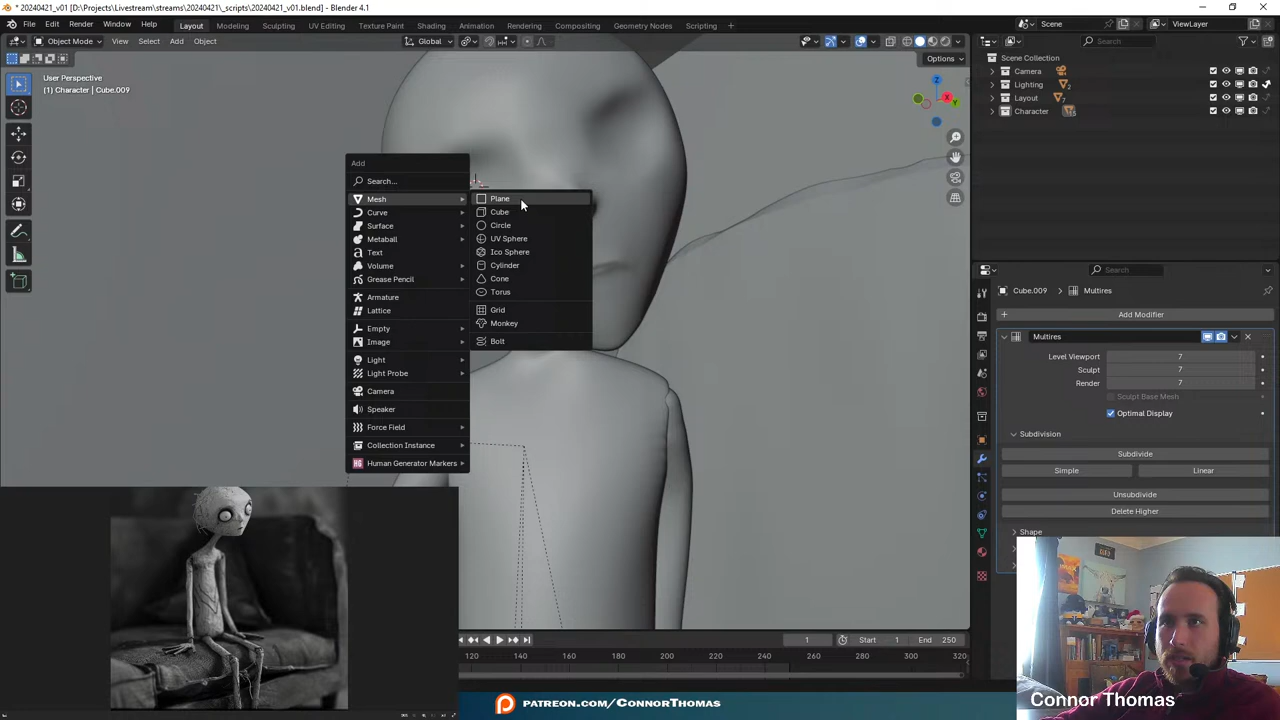 * 20240421_v01 [D:\Projects\Livestream\streams\20240421\_scripts\20240421_v01.blend] - Blender 4.1
File Edit Render Window Help Layout Modeling Sculpting UV Editing Texture Paint Shading Animation Rendering Compositing Geometry Nodes Scripting + Scene ViewLayer
Object Mode View Select Add Object Global Search
Options
User Perspective
(1) Character | Cube.009
Scene Collection
Camera
Lighting 2
Layout 7
Character
Z
X
Y
Add
Search...
Mesh
Curve
Surface
Metaball
Text
Volume
Grease Pencil
Armature
Lattice
Empty
Image
Light
Light Probe
Camera
Speaker
Force Field
Collection Instance
Human Generator Markers
Plane
Cube
Circle
UV Sphere
Ico Sphere
Cylinder
Cone
Torus
Grid
Monkey
Bolt
Search
Cube.009 Multires
Add Modifier
Multires
Level Viewport 7
Sculpt 7
Render 7
Sculpt Base Mesh
Optimal Display
Subdivision
Subdivide
Simple Linear
Unsubdivide
Delete Higher
Shape
1 Start 1 End 250
120 140 160 180 200 220 240 260 280 300 320
PATREON.COM/CONNORTHOMAS
Connor Thomas